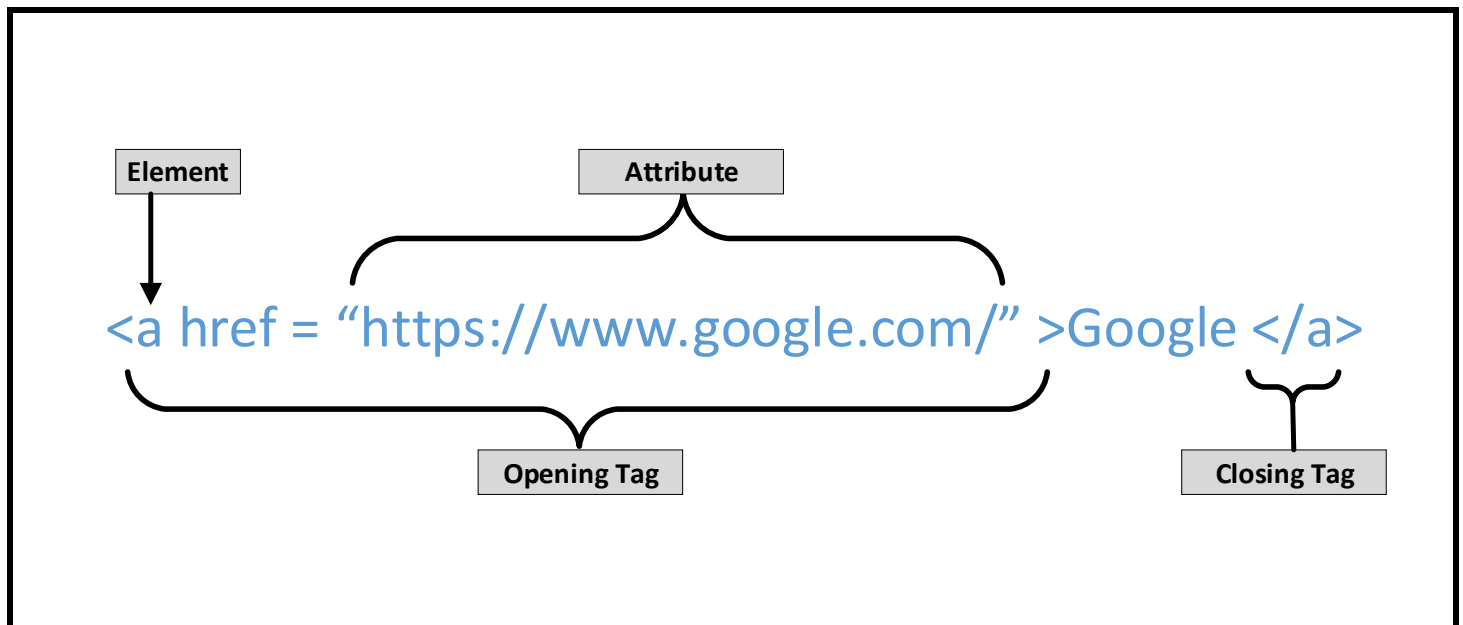 Element
Attribute
<a href = “https://www.google.com/” >Google </a>
Opening Tag
Closing Tag